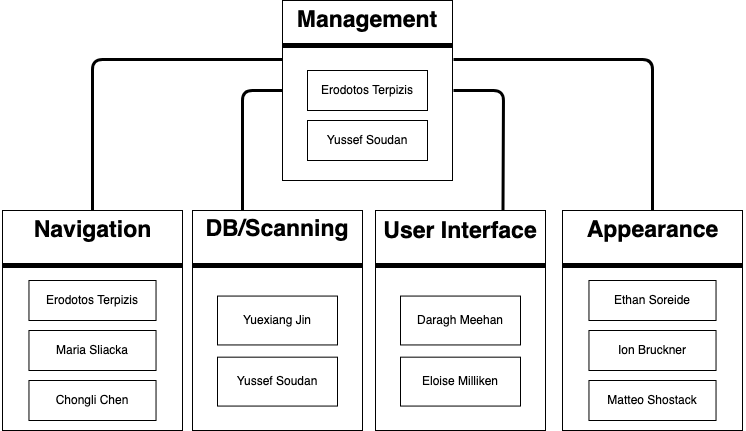 Management
Erodotos Terpizis
Yussef Soudan
Navigation
Erodotos Terpizis
Maria Sliacka
Chongli Chen
DB/Scanning
Yuexiang Jin
Yussef Soudan
User Interface
Daragh Meehan
Eloise Milliken
Appearance
Ethan Soreide
Ion Bruckner
Matteo Shostack